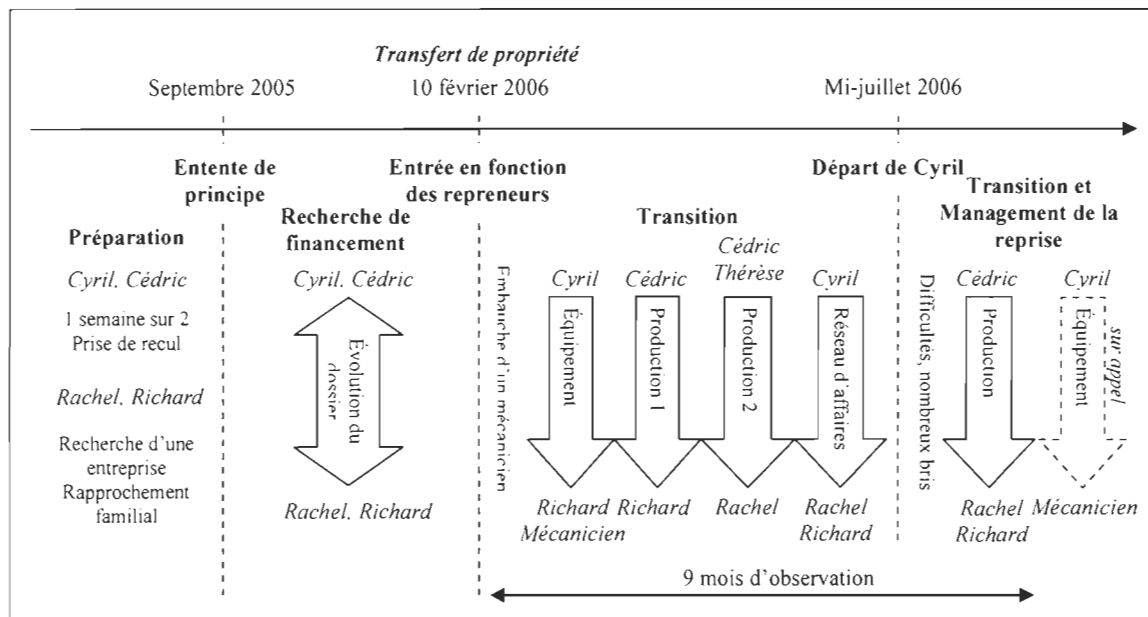 Transfert de propriété
Septembre 2005
10 février 2006
Mi-juillet 2006
Entente de
principe
Entrée en fonction
des repreneurs
Départ de Cyril
Préparation
Cyril, Cédric
1 semaine sur 2
Prise de recul
Rachel, Richard
Recherche d'une
entreprise
Rapprochement
familial
Recherche de
financement
Cyril, Cédric
Évolution du
dossier
Rachel, Richard
Embauche d'un mécanicien
Transition
Cyril
Équipement
Richard
Mécanicien
Cédric
Production 1
Richard
Cédric
Thérèse
Production 2
Rachel
Cyril
Réseau d'affaires
Rachel
Richard
Difficultés, nombreux bris
Transition et
Management de la
reprise
Cédric
Production
Rachel
Richard
Cyril
Équipement
sur appel
Mécanicien
9 mois d'observation